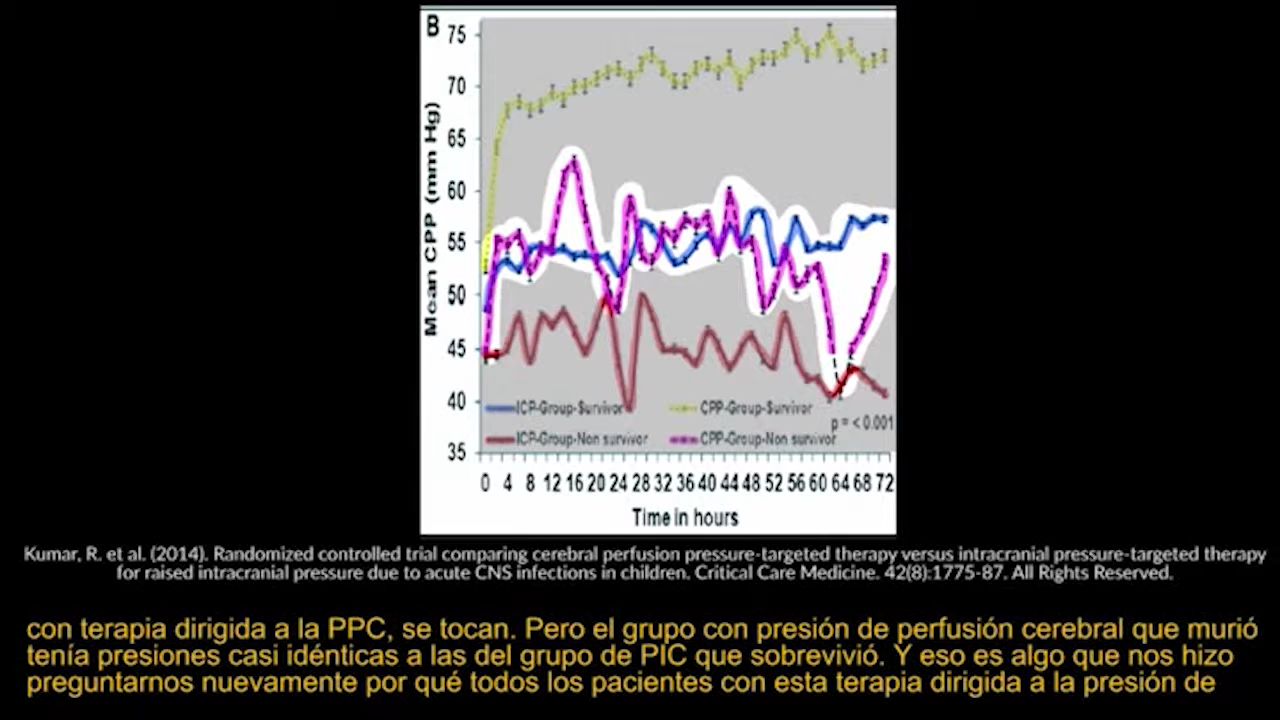 B
75
70
65
60
55
50
45
40
35
Mean CPP (mm Hg)
ICP-Group-Survivor
CPP-Group-Survivor
p = < 0.001
ICP-Group-Non survivor
CPP-Group-Non survivor
0 4 8 12 16 20 24 28 32 36 40 44 48 52 56 60 64 68 72
Time in hours
Kumar, R. et al. (2014). Randomized controlled trial comparing cerebral perfusion pressure-targeted therapy versus intracranial pressure-targeted therapy
for raised intracranial pressure due to acute CNS infections in children. Critical Care Medicine. 42(8):1775-87. All Rights Reserved.
con terapia dirigida a la PPC, se tocan. Pero el grupo con presión de perfusión cerebral que murió
tenía presiones casi idénticas a las del grupo de PIC que sobrevivió. Y eso es algo que nos hizo
preguntarnos nuevamente por qué todos los pacientes con esta terapia dirigida a la presión de